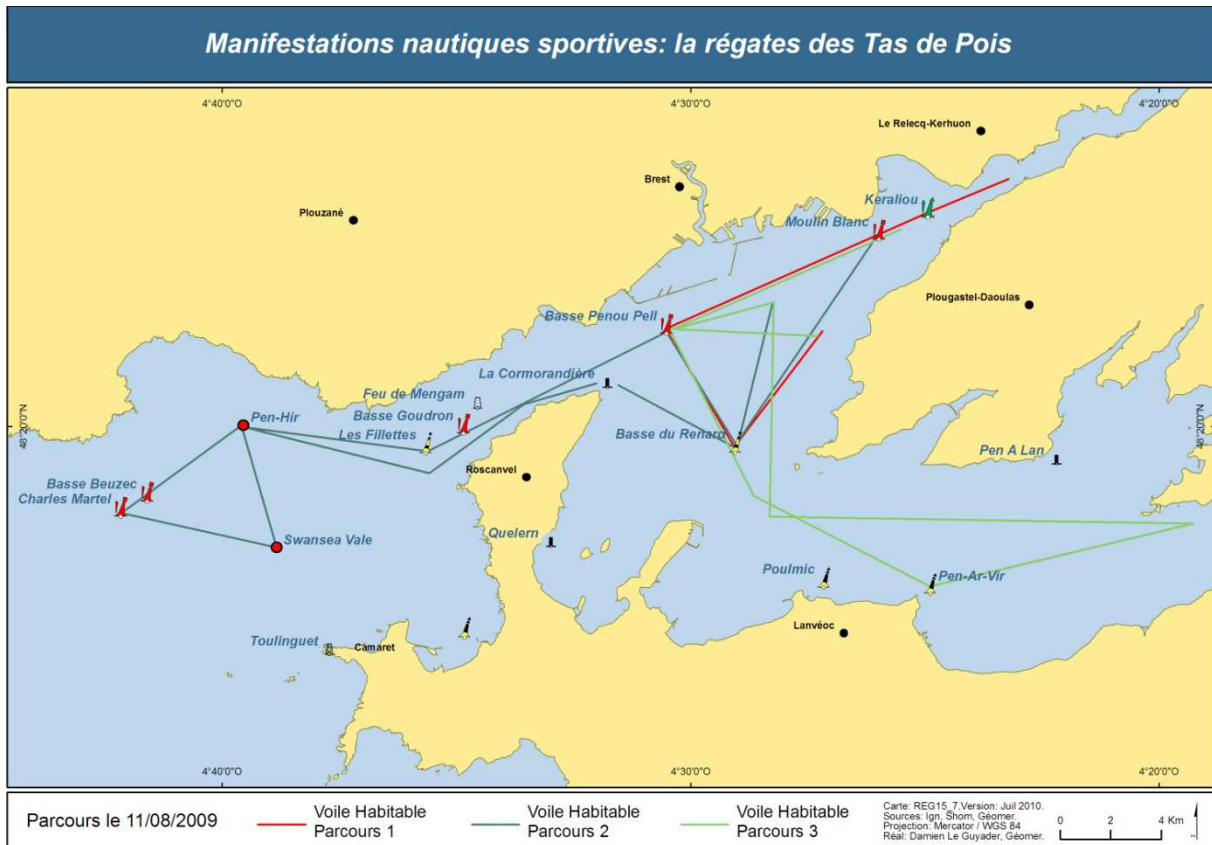 Manifestations nautiques sportives: la régates des Tas de Pois
4°40'0"O
4°30'0"O
4°20'0"O
Le Relecq-Kerhuon
Brest
Plouzané
Keraliou
Moulin Blanc
Plougastel-Daoulas
Basse Penou Pell
La Cormorandière
Feu de Mengam
Basse Goudron
Les Fillettes
Pen-Hir
48°20'0"N
48°20'0"N
Basse du Renard
Pen A Lan
Roscanvel
Basse Beuzec
Charles Martel
Swansea Vale
Quelern
Poulmic
Pen-Ar-Vir
Lanvéoc
Toulinguet
Camaret
4°40'0"O
4°30'0"O
4°20'0"O
Parcours le 11/08/2009
Voile Habitable
Parcours 1
Voile Habitable
Parcours 2
Voile Habitable
Parcours 3
Carte: REG15_7,Version: Juil 2010.
Sources: Ign, Shom, Géomer.
Projection: Mercator / WGS 84
Réal: Damien Le Guyader, Géomer.
0 2 4 Km